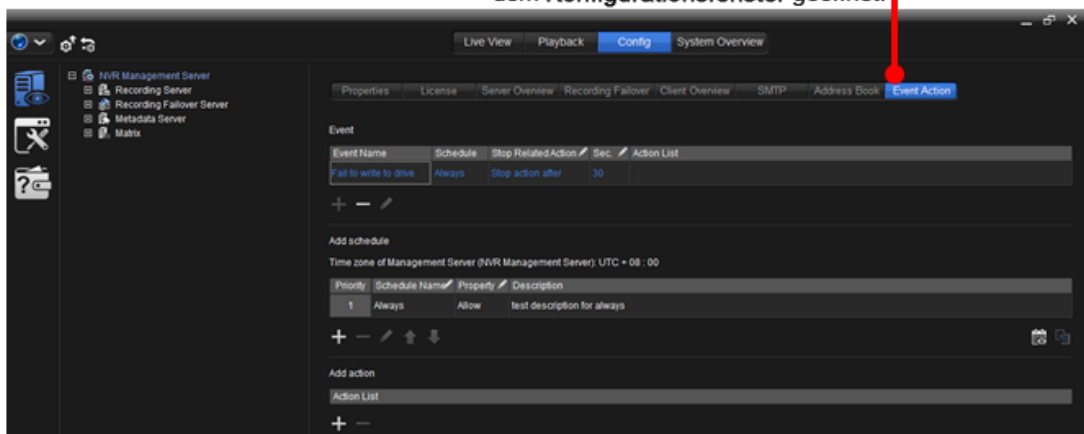 Live View Playback Config System Overview
NVR Management Server
Recording Server
Recording Failover Server
Metadata Server
Matrix
Properties License Server Overview Recording Failover Client Overview SMTP Address Book Event Action
Event
Event Name Schedule Stop Related Action Sec. Action List
Fail to write to drive Always Stop action after 30
Add schedule
Time zone of Management Server (NVR Management Server): UTC + 08 : 00
Priority Schedule Name Property Description
1 Always Allow test description for always
Add action
Action List